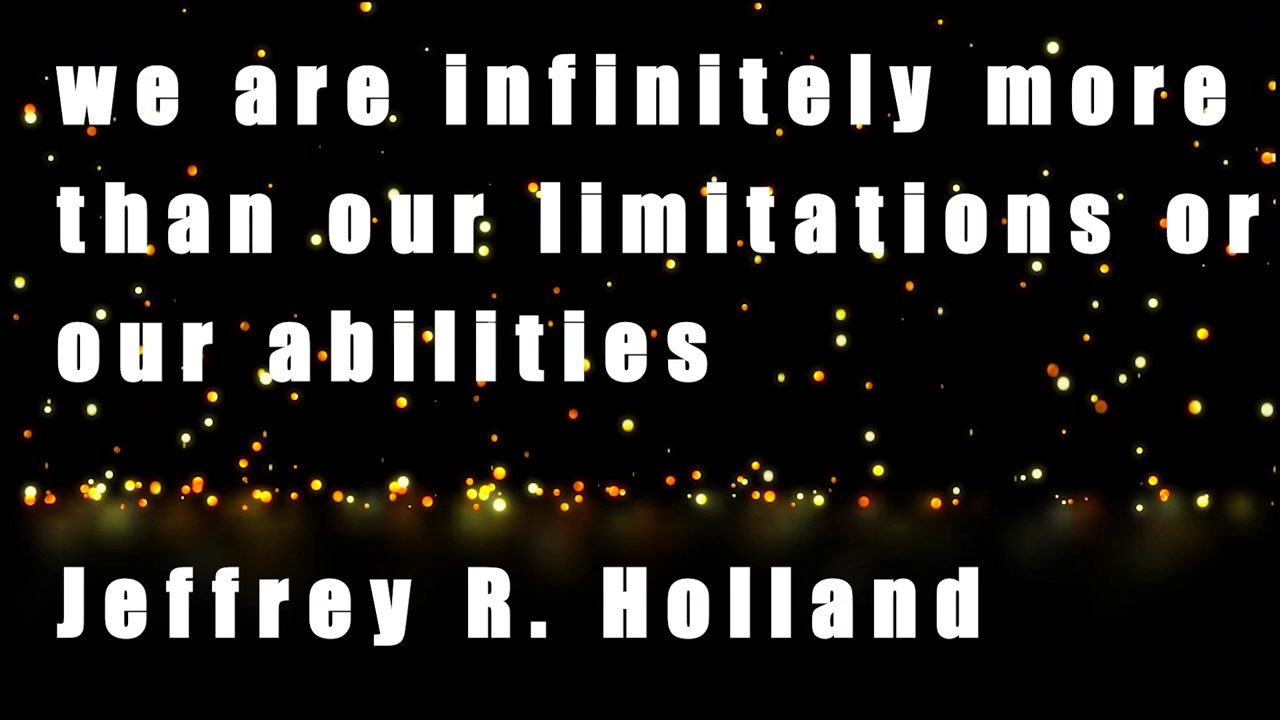 we are infinitely more
than our limitations or
our abilities
Jeffrey R. Holland